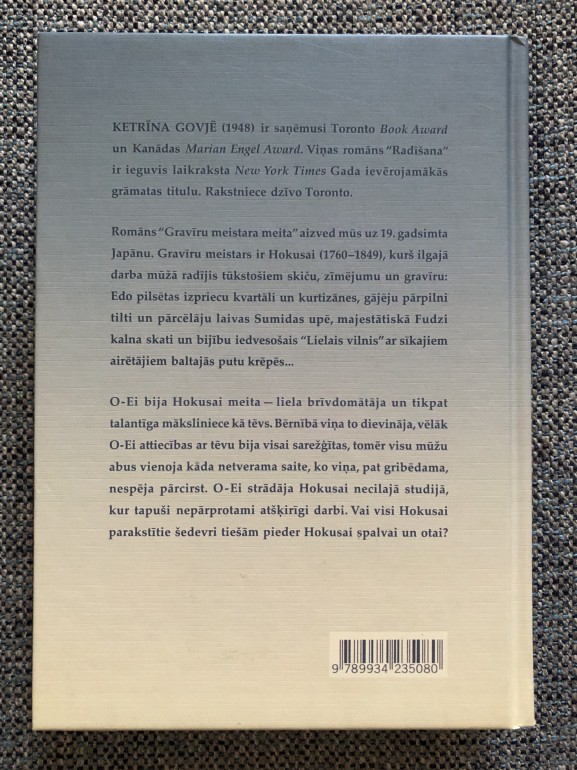 KETRĪNA GOVJĒ (1948) ir saņēmusi Toronto Book Award
un Kanādas Marian Engel Award. Viņas romāns “Radīšana”
ir ieguvis laikraksta New York Times Gada ievērojamākās
grāmatas titulu. Rakstniece dzīvo Toronto.
Romāns “Gravīru meistara meita” aizved mūs uz 19. gadsimta
Japānu. Gravīru meistars ir Hokusai (1760–1849), kurš ilgajā
darba mūžā radījis tūkstošiem skiču, zīmējumu un gravīru:
Edo pilsētas izpriecu kvartāli un kurtizānes, gājēju pārpilni
tilti un pārcēlāju laivas Sumidas upē, majestātiskā Fudzi
kalna skati un bijību iedvesošais “Lielais vilnis” ar sīkajiem
airētājiem baltajās putu krēpēs...
O-Ei bija Hokusai meita — liela brīvdomātāja un tikpat
talantīga māksliniece kā tēvs. Bērnībā viņa to dievināja, vēlāk
O-Ei attiecības ar tēvu bija visai sarežģītas, tomēr visu mūžu
abus vienoja kāda netverama saite, ko viņa, pat gribēdama,
nespēja pārcirst. O-Ei strādāja Hokusai necilajā studijā,
kur tapuši nepārprotami atšķirīgi darbi. Vai visi Hokusai
parakstītie šedevri tiešām pieder Hokusai spalvai un otai?
9 789934 235080